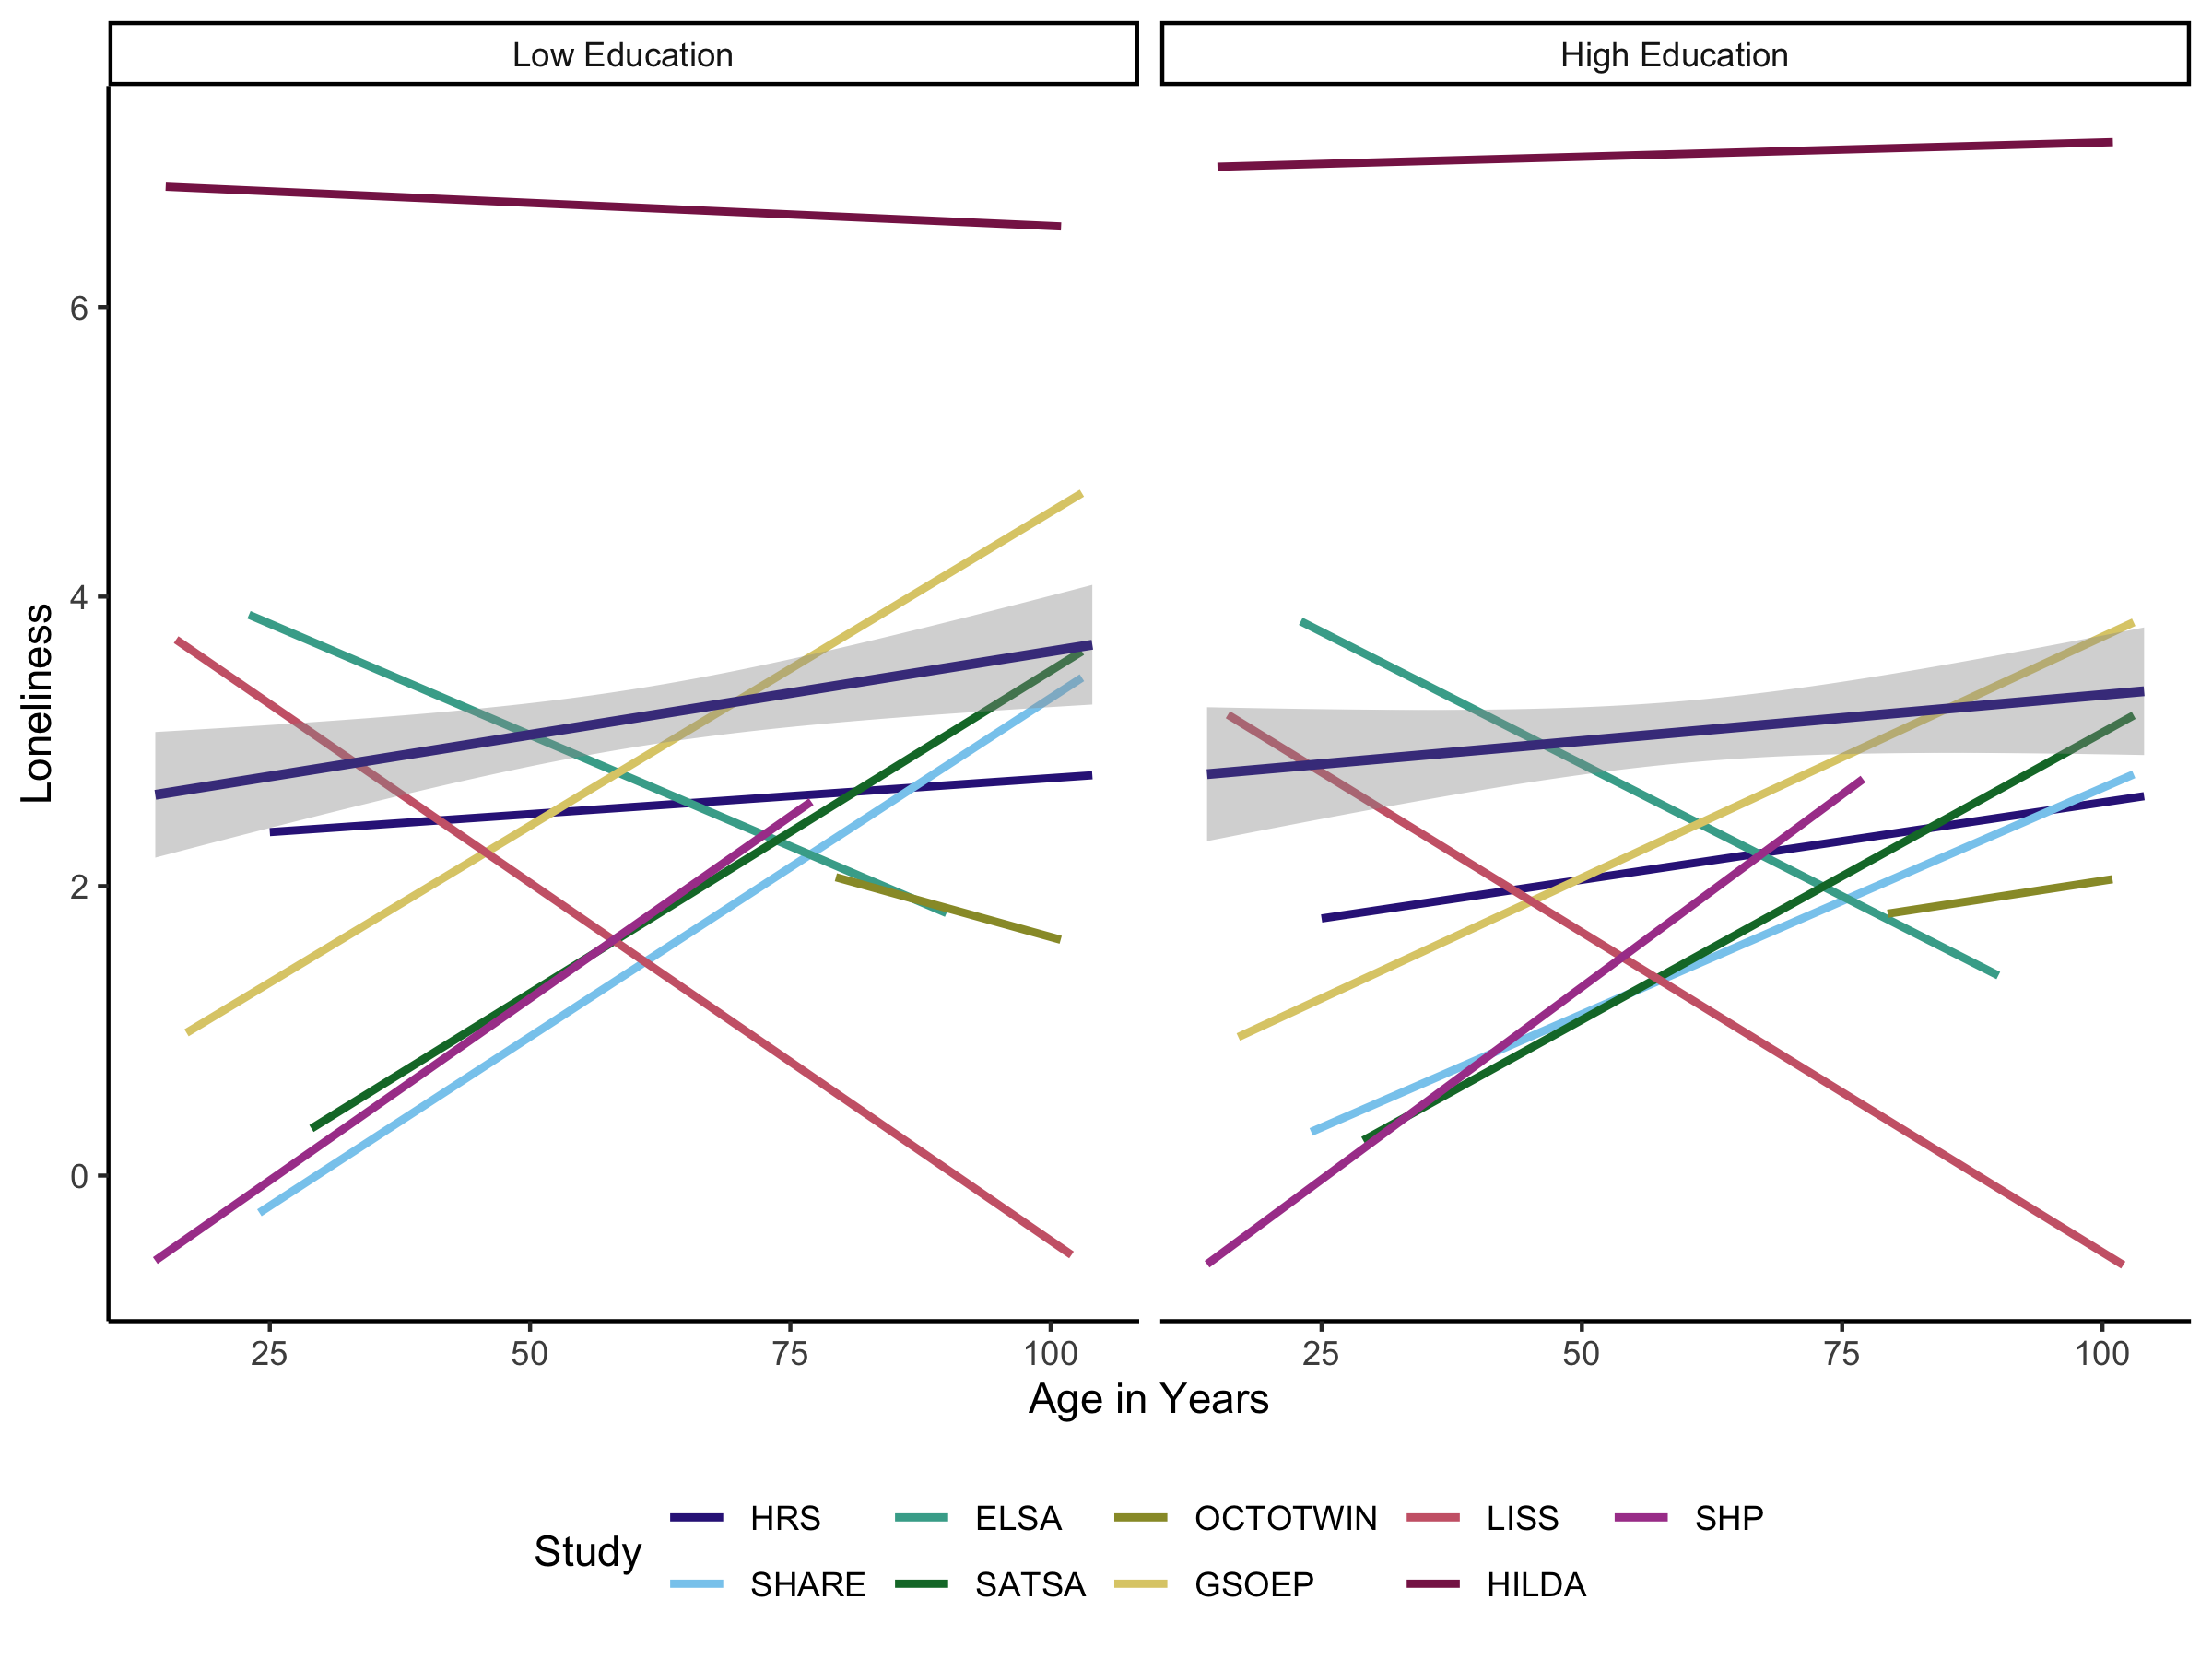 Low Education
High Education
Loneliness
6
4
2
0
25 50 75 100 25 50 75 100
Age in Years
Study
HRS ELSA OCTOTWIN LISS SHP
SHARE SATSA GSOEP HILDA